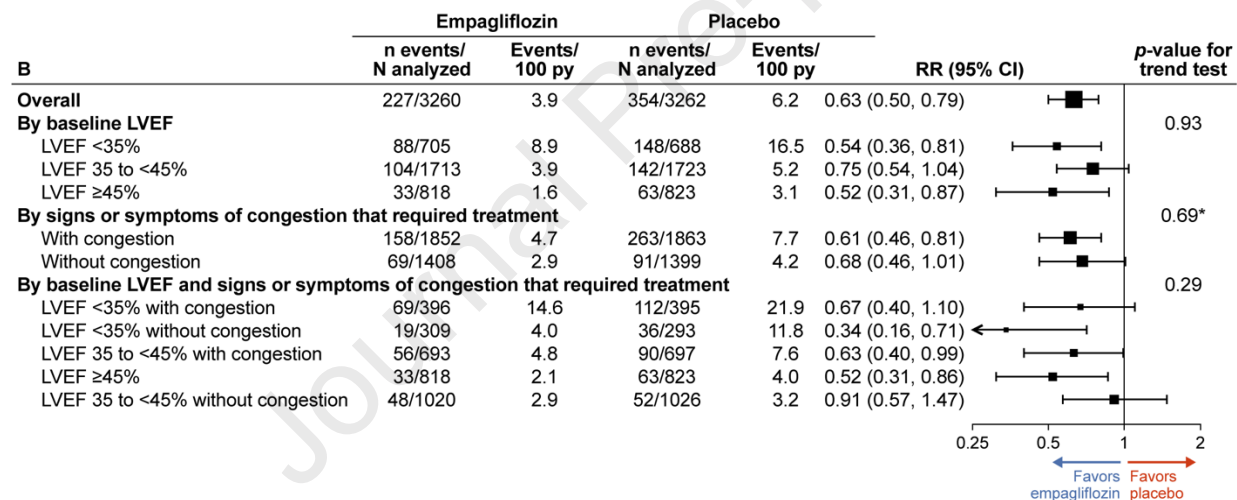 Empagliflozin Placebo
B n events/ N analyzed Events/ 100 py n events/ N analyzed Events/ 100 py RR (95% CI) p-value for trend test
Overall 227/3260 3.9 354/3262 6.2 0.63 (0.50, 0.79)
By baseline LVEF 0.93
LVEF <35% 88/705 8.9 148/688 16.5 0.54 (0.36, 0.81)
LVEF 35 to <45% 104/1713 3.9 142/1723 5.2 0.75 (0.54, 1.04)
LVEF ≥45% 33/818 1.6 63/823 3.1 0.52 (0.31, 0.87)
By signs or symptoms of congestion that required treatment 0.69*
With congestion 158/1852 4.7 263/1863 7.7 0.61 (0.46, 0.81)
Without congestion 69/1408 2.9 91/1399 4.2 0.68 (0.46, 1.01)
By baseline LVEF and signs or symptoms of congestion that required treatment 0.29
LVEF <35% with congestion 69/396 14.6 112/395 21.9 0.67 (0.40, 1.10)
LVEF <35% without congestion 19/309 4.0 36/293 11.8 0.34 (0.16, 0.71)
LVEF 35 to <45% with congestion 56/693 4.8 90/697 7.6 0.63 (0.40, 0.99)
LVEF ≥45% 33/818 2.1 63/823 4.0 0.52 (0.31, 0.86)
LVEF 35 to <45% without congestion 48/1020 2.9 52/1026 3.2 0.91 (0.57, 1.47)
0.25 0.5 1 2
Favors empagliflozin Favors placebo
Journal Pre-